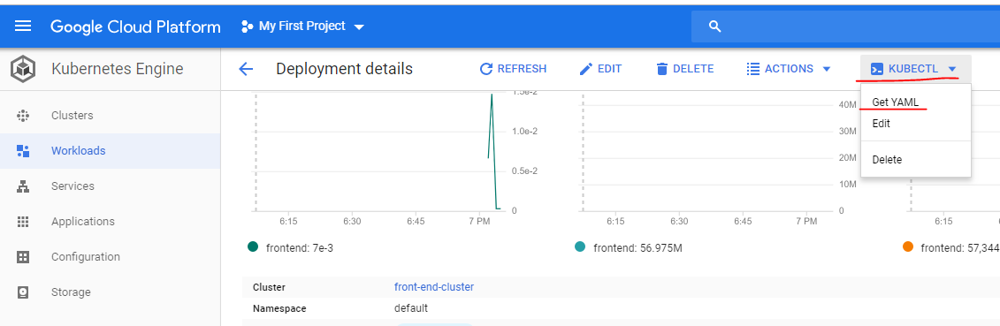 Google Cloud Platform My First Project
Kubernetes Engine Deployment details REFRESH EDIT DELETE ACTIONS KUBECTL
Get YAML
Edit
Delete
Clusters
Workloads
Services
Applications
Configuration
Storage
1.5e-2
1.0e-2
0.5e-2
0
6:15 6:30 6:45 7 PM
frontend: 7e-3
40M
30M
20M
10M
0
6:15 6:30 6:45 7 PM
frontend: 56.975M
6:15
frontend: 57,344
Cluster front-end-cluster
Namespace default